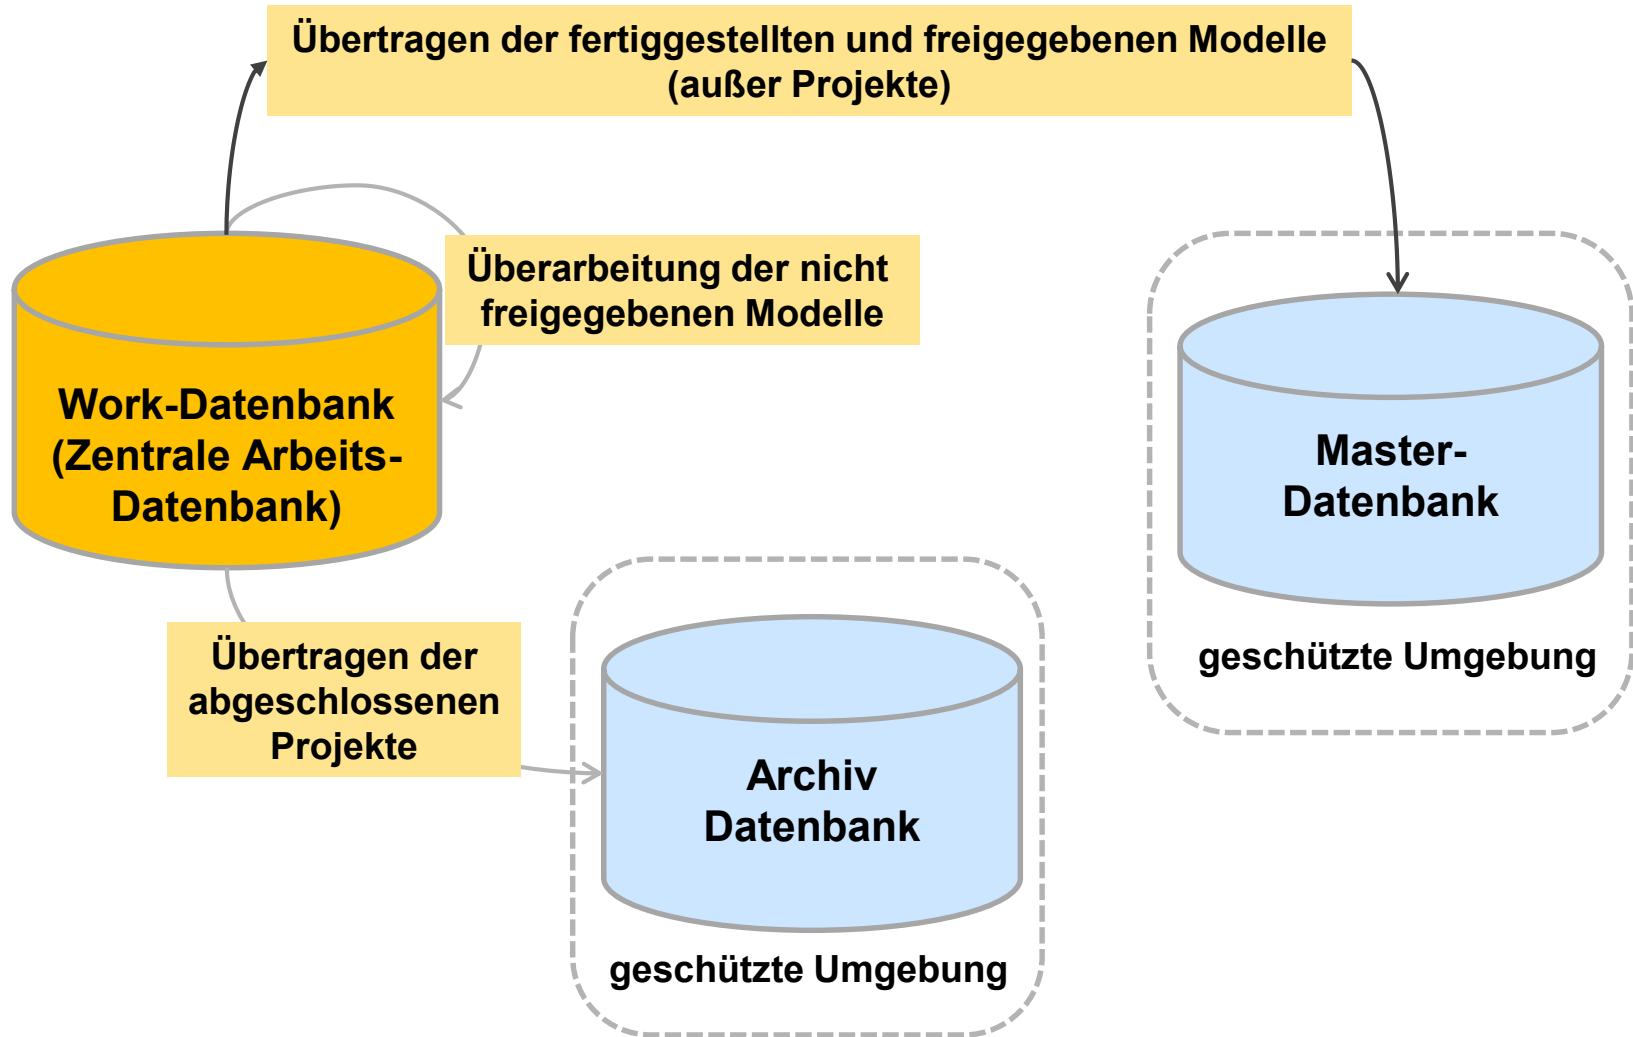 Übertragen der fertiggestellten und freigegebenen Modelle
(außer Projekte)
Überarbeitung der nicht
freigegebenen Modelle
Work-Datenbank
(Zentrale Arbeits-
Datenbank)
Master-
Datenbank
geschützte Umgebung
Übertragen der
abgeschlossenen
Projekte
Archiv
Datenbank
geschützte Umgebung